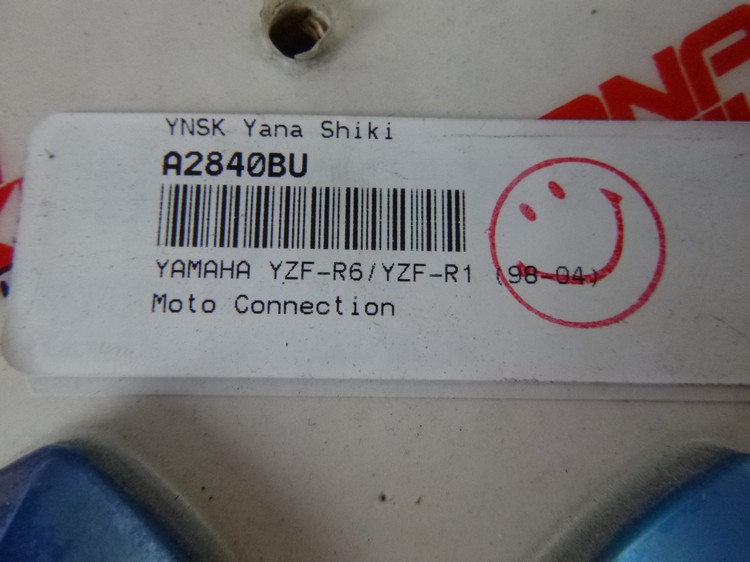 YNSK Yana Shiki
A2840BU
YAMAHA YZF-R6/YZF-R1 (98-04)
Moto Connection